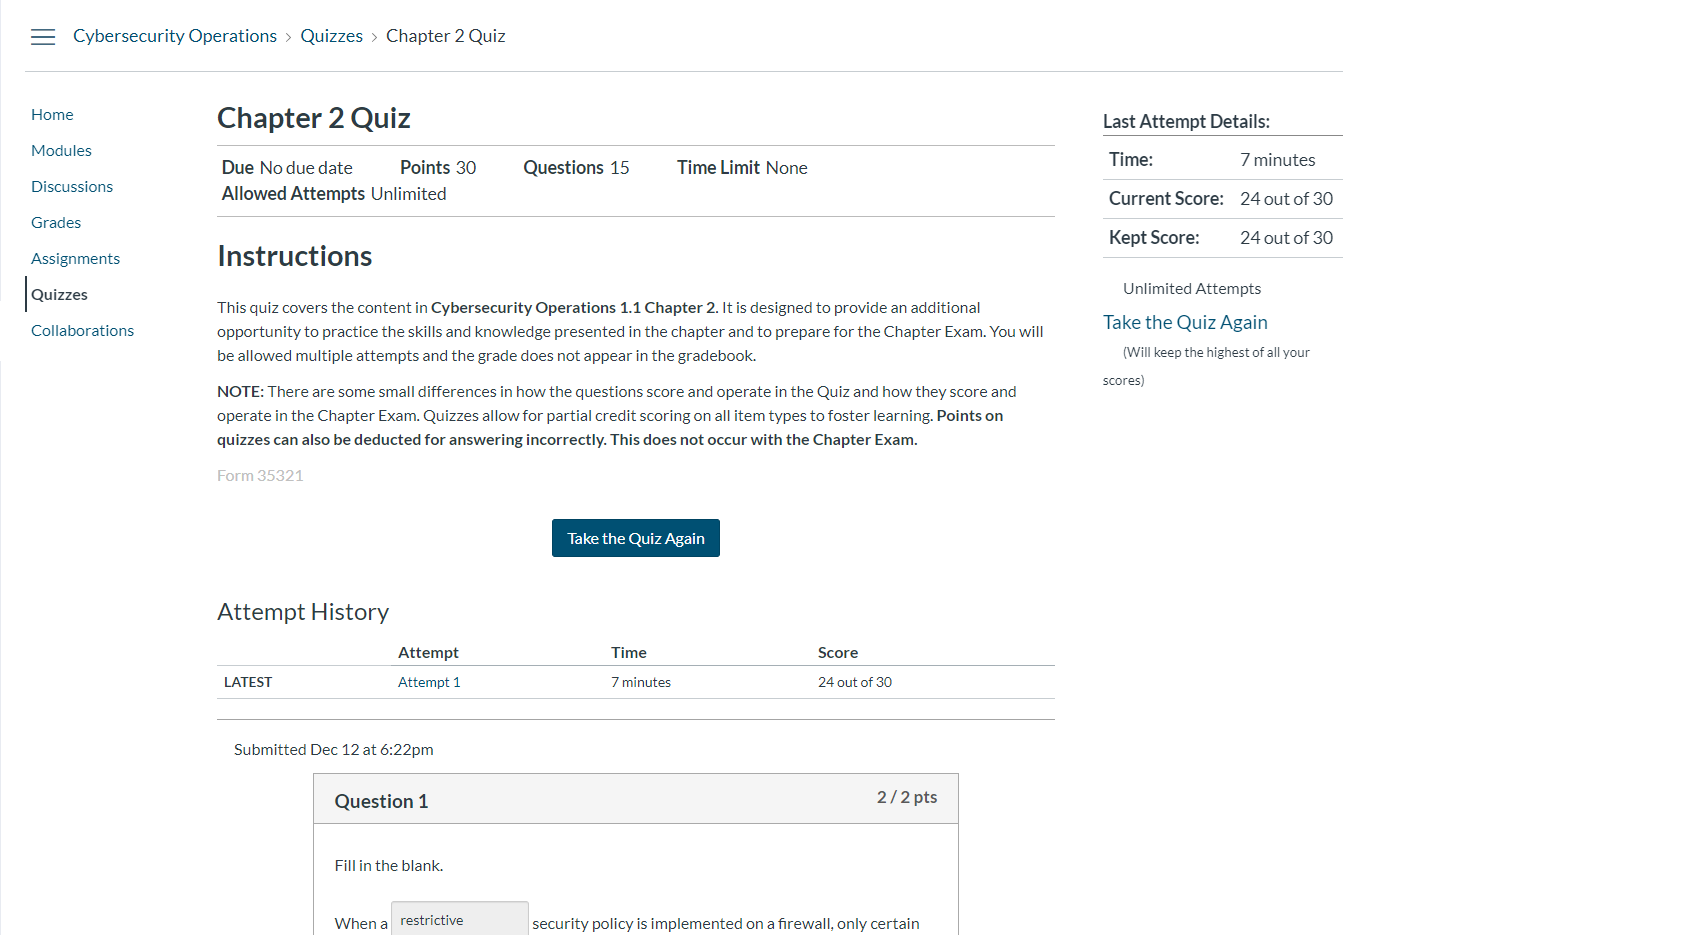 Cybersecurity Operations › Quizzes › Chapter 2 Quiz
Home
Modules
Discussions
Grades
Assignments
Quizzes
Collaborations
Chapter 2 Quiz
Due No due date Points 30 Questions 15 Time Limit None
Allowed Attempts Unlimited
Instructions
This quiz covers the content in Cybersecurity Operations 1.1 Chapter 2. It is designed to provide an additional
opportunity to practice the skills and knowledge presented in the chapter and to prepare for the Chapter Exam. You will
be allowed multiple attempts and the grade does not appear in the gradebook.
NOTE: There are some small differences in how the questions score and operate in the Quiz and how they score and
operate in the Chapter Exam. Quizzes allow for partial credit scoring on all item types to foster learning. Points on
quizzes can also be deducted for answering incorrectly. This does not occur with the Chapter Exam.
Form 35321
Take the Quiz Again
Attempt History
Attempt Time Score
LATEST Attempt 1 7 minutes 24 out of 30
Submitted Dec 12 at 6:22pm
Question 1 2 / 2 pts
Fill in the blank.
When a restrictive security policy is implemented on a firewall, only certain
Last Attempt Details:
Time: 7 minutes
Current Score: 24 out of 30
Kept Score: 24 out of 30
Unlimited Attempts
Take the Quiz Again
(Will keep the highest of all your
scores)